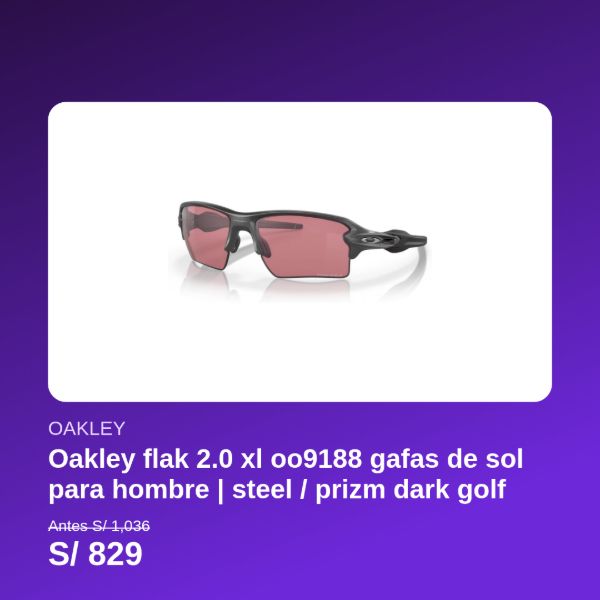 OAKLEY
Oakley flak 2.0 xl oo9188 gafas de sol
para hombre | steel / prizm dark golf
Antes S/ 1,036
S/ 829